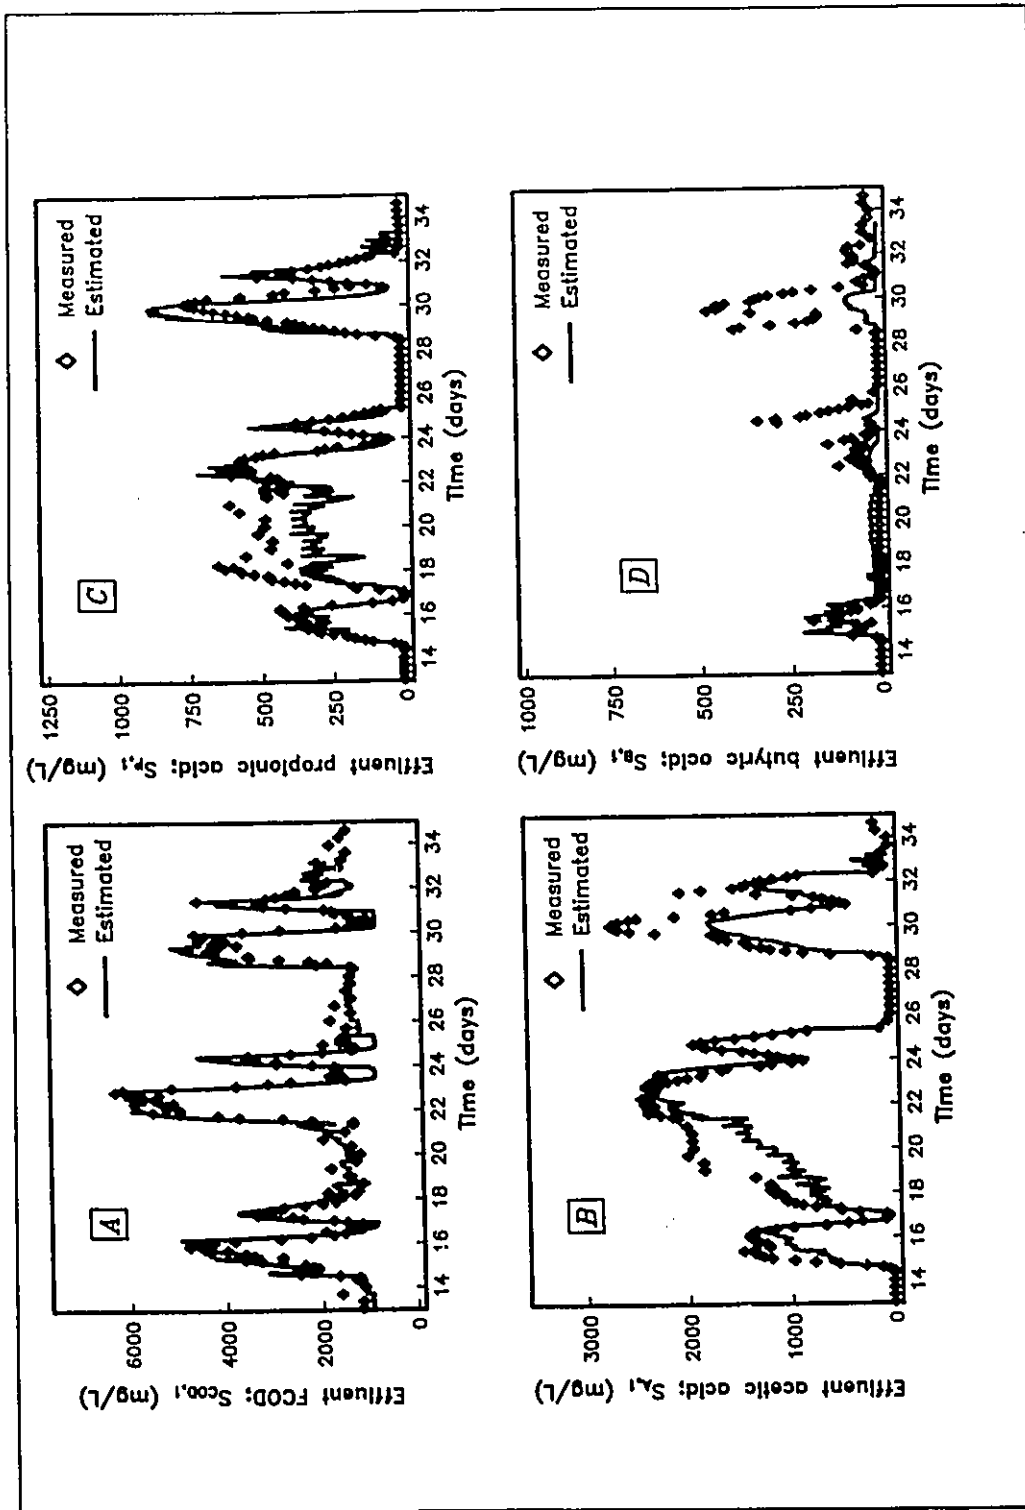 A
Measured
Estimated
Effluent FCOD; S_COD,1 (mg/L)
6000
4000
2000
0
14 16 18 20 22 24 26 28 30 32 34
Time (days)
C
Measured
Estimated
Effluent propionic acid; S_P,1 (mg/L)
1250
1000
750
500
250
0
14 16 18 20 22 24 26 28 30 32 34
Time (days)
B
Measured
Estimated
Effluent acetic acid; S_A,1 (mg/L)
3000
2000
1000
0
14 16 18 20 22 24 26 28 30 32 34
Time (days)
D
Measured
Estimated
Effluent butyric acid; S_B,1 (mg/L)
1000
750
500
250
0
14 16 18 20 22 24 26 28 30 32 34
Time (days)